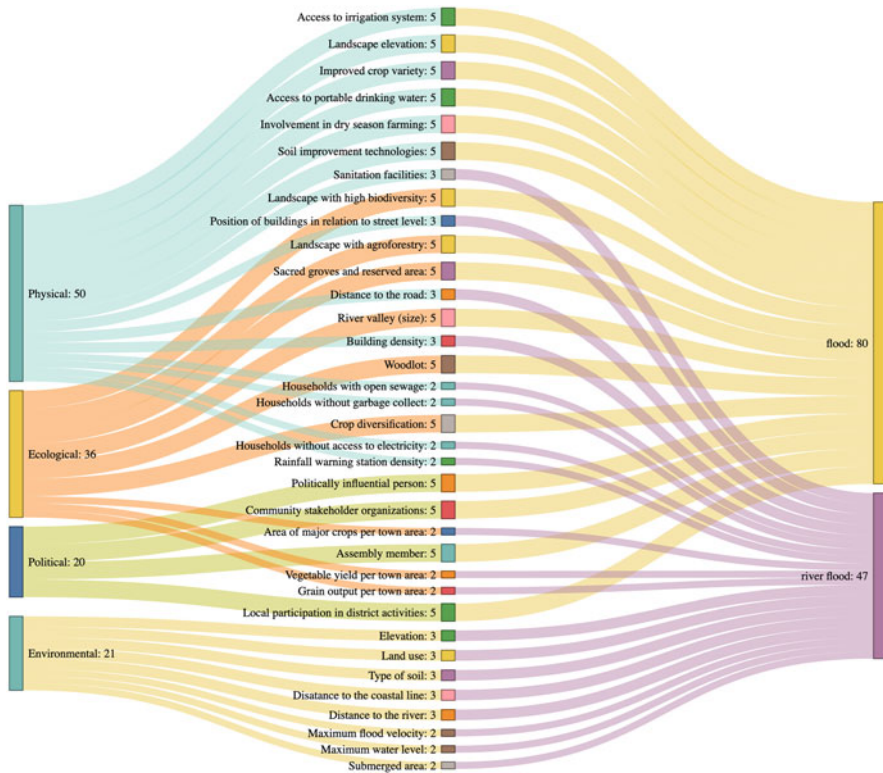 Access to irrigation system: 5
Landscape elevation: 5
Improved crop variety: 5
Access to portable drinking water: 5
Involvement in dry season farming: 5
Soil improvement technologies: 5
Sanitation facilities: 3
Landscape with high biodiversity: 5
Position of buildings in relation to street level: 3
Landscape with agroforestry: 5
Sacred groves and reserved area: 5
Physical: 50
Distance to the road: 3
River valley (size): 5
Building density: 3
flood: 80
Woodlot: 5
Households with open sewage: 2
Households without garbage collect: 2
Crop diversification: 5
Households without access to electricity: 2
Ecological: 36
Rainfall warning station density: 2
Politically influential person: 5
Community stakeholder organizations: 5
Area of major crops per town area: 2
Assembly member: 5
Political: 20
Vegetable yield per town area: 2
river flood: 47
Grain output per town area: 2
Local participation in district activities: 5
Elevation: 3
Environmental: 21
Land use: 3
Type of soil: 3
Disatance to the coastal line: 3
Distance to the river: 3
Maximum flood velocity: 2
Maximum water level: 2
Submerged area: 2